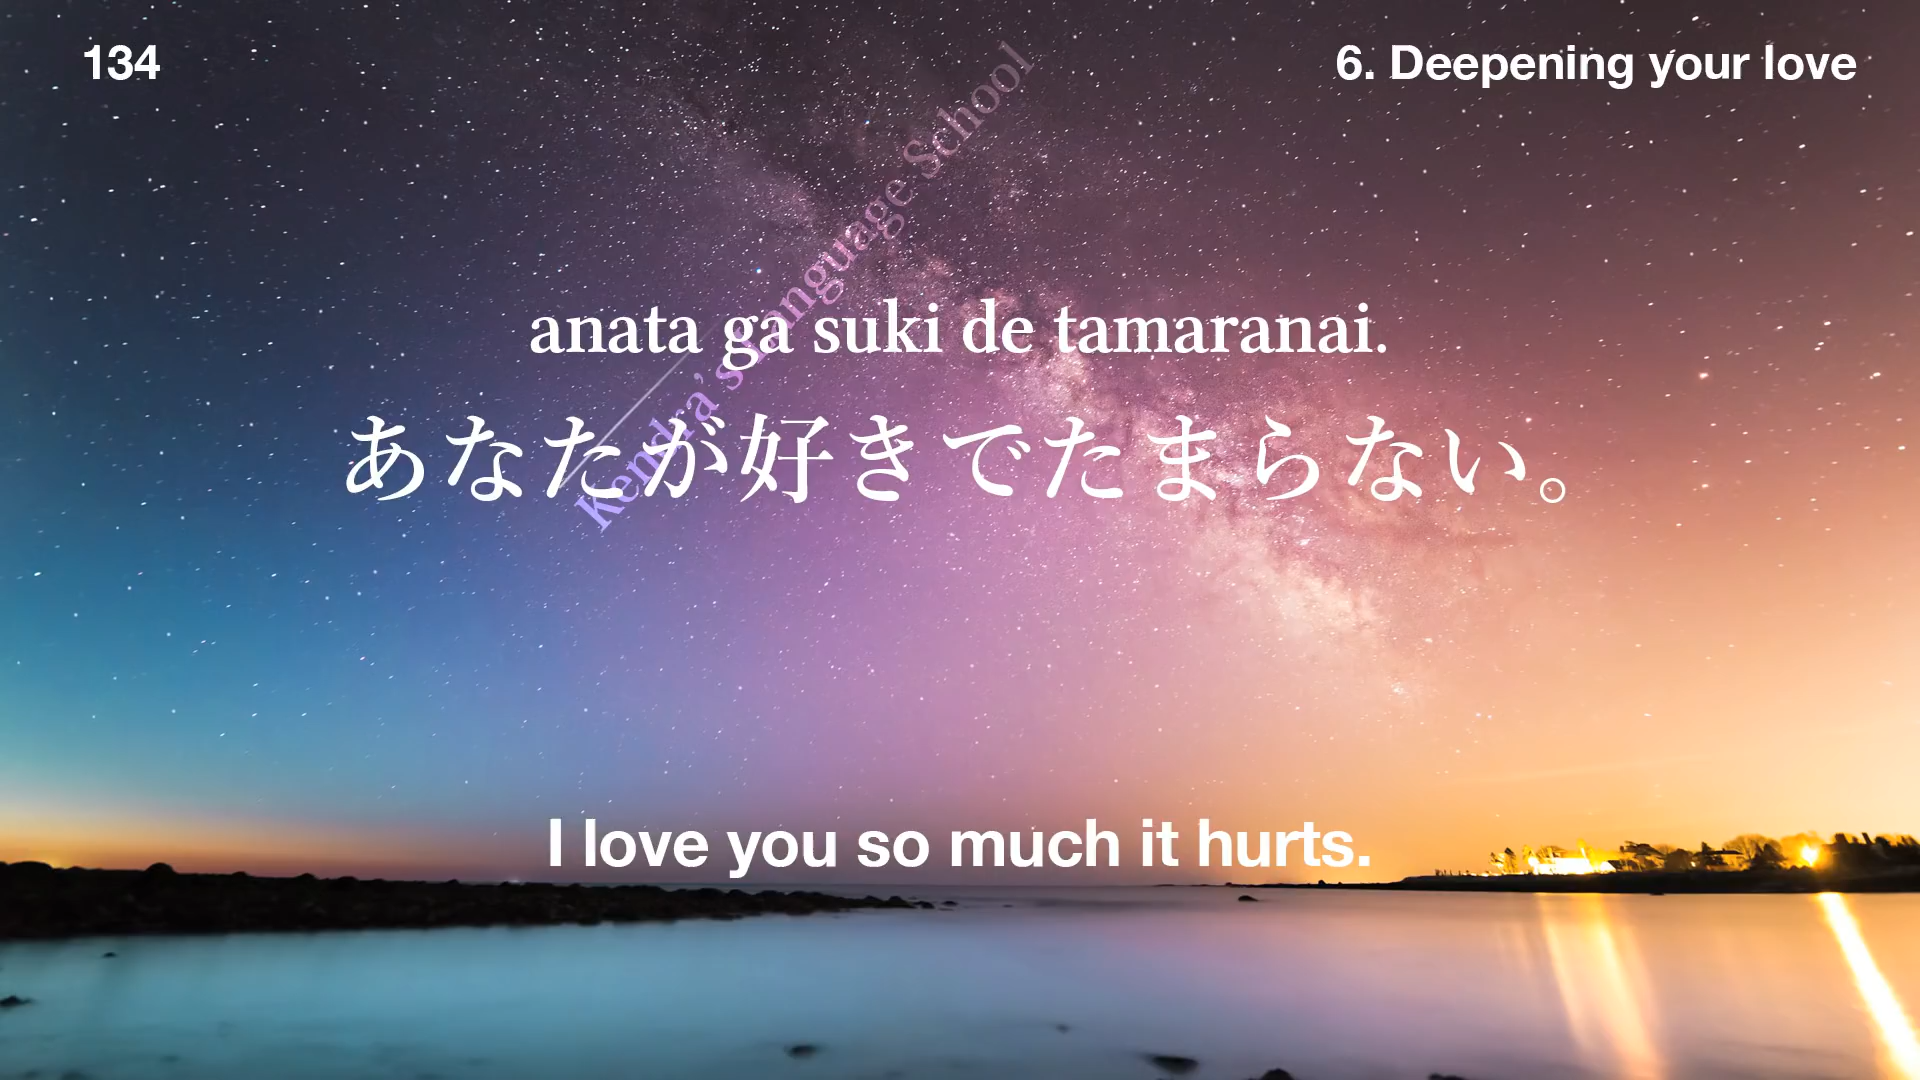 134
6. Deepening your love
Kendra's Language School
anata ga suki de tamaranai.
あなたが好きでたまらない。
I love you so much it hurts.